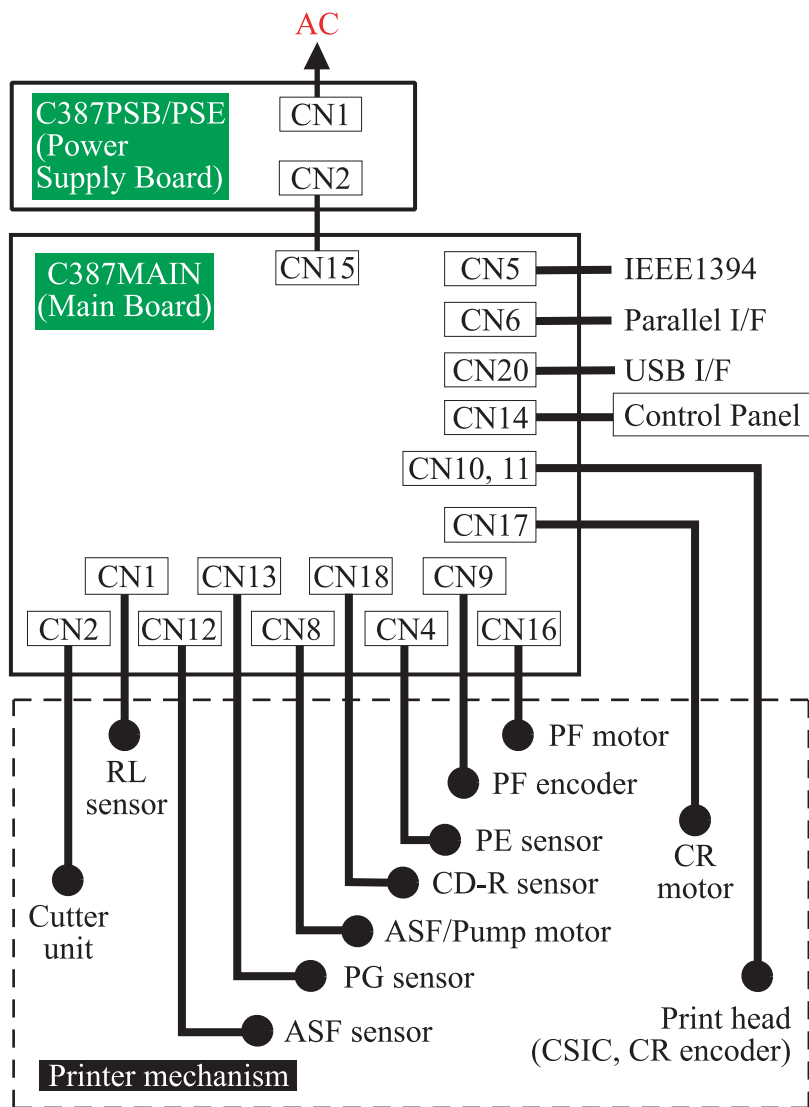 AC
C387PSB/PSE
(Power
Supply Board)
CN1
CN2
C387MAIN
(Main Board)
CN15
CN5
IEEE1394
CN6
Parallel I/F
CN20
USB I/F
CN14
Control Panel
CN10, 11
CN17
CN1
CN13
CN18
CN9
CN2
CN12
CN8
CN4
CN16
RL
sensor
PF motor
PF encoder
PE sensor
CR
motor
CD-R sensor
Cutter
unit
ASF/Pump motor
PG sensor
Print head
(CSIC, CR encoder)
ASF sensor
Printer mechanism